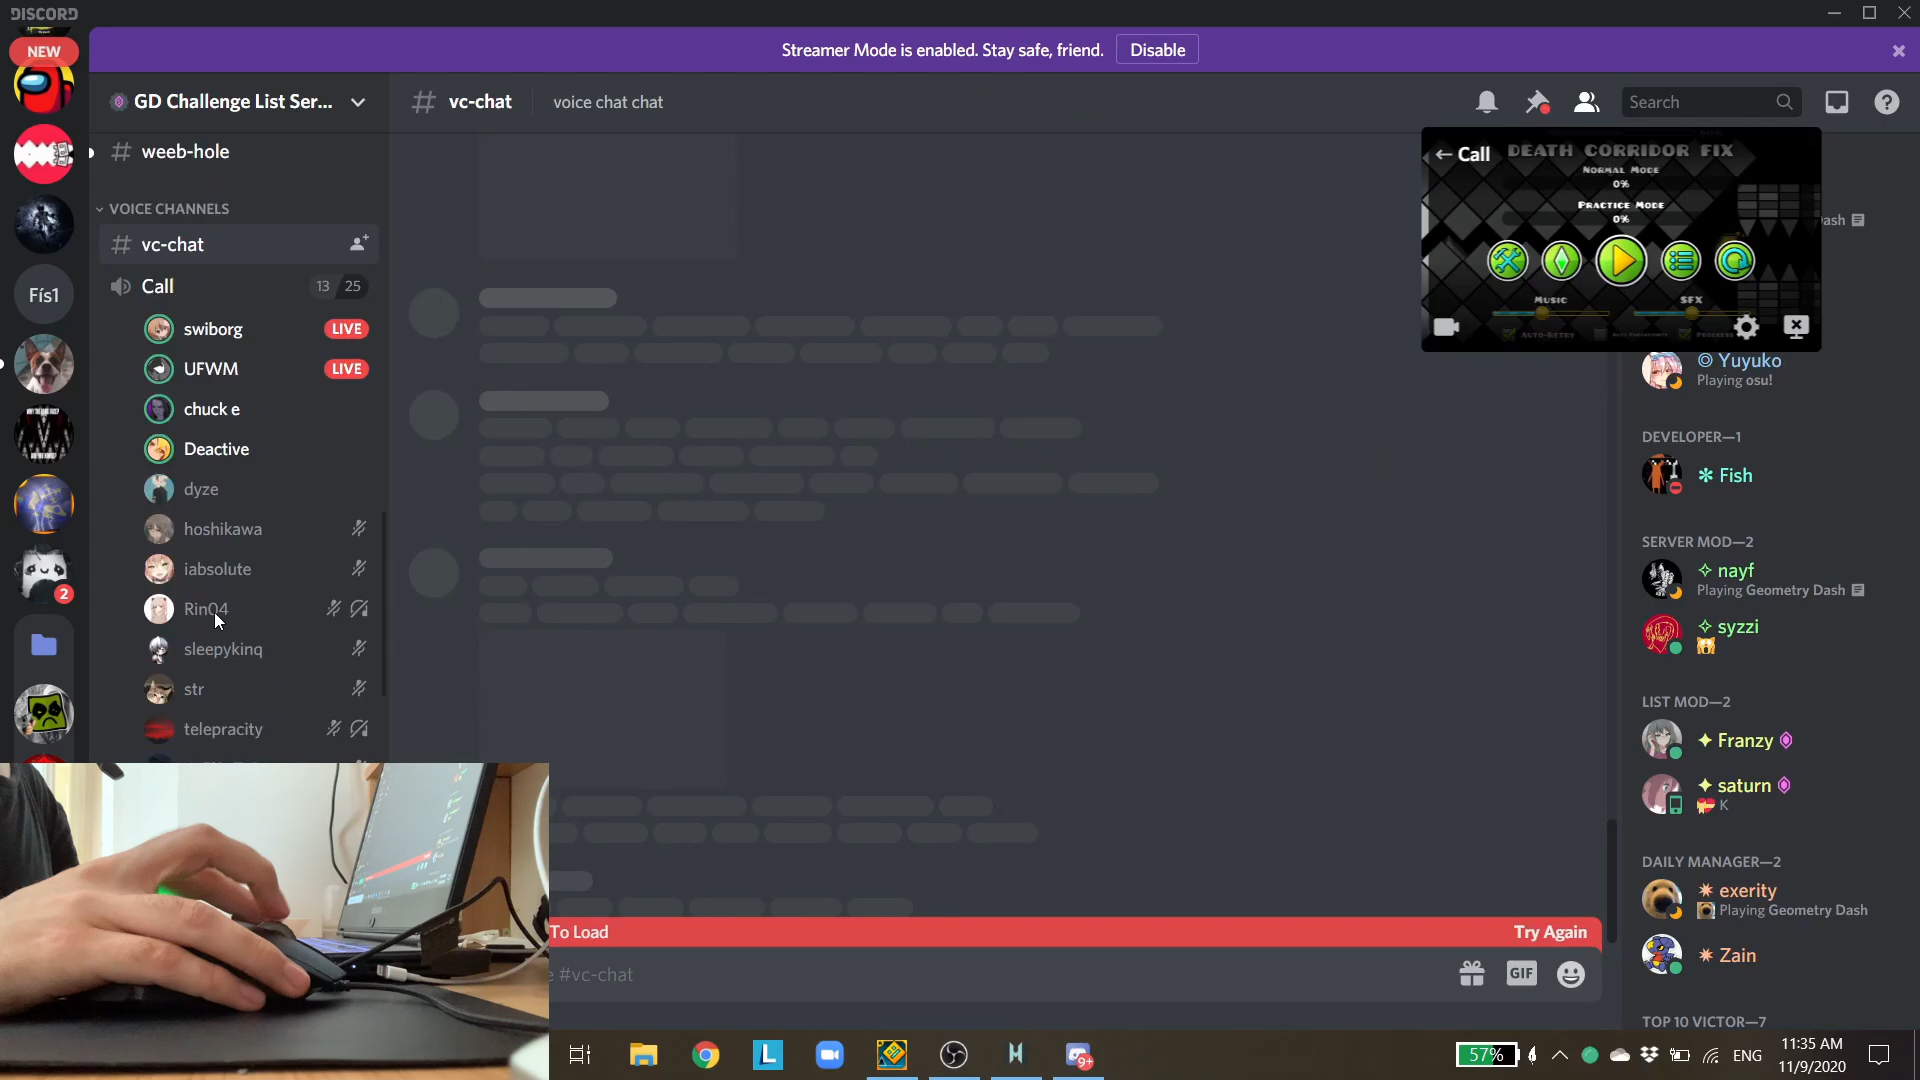 DISCORD
Streamer Mode is enabled. Stay safe, friend. Disable
NEW
GD Challenge List Ser...
vc-chat
voice chat chat
Search
weeb-hole
VOICE CHANNELS
vc-chat
Call
13 25
swiborg LIVE
UFWM LIVE
chuck e
Deactive
dyze
hoshikawa
iabsolute
Rin04
sleepykinq
str
telepracity
Fís1
2
Call
DEATH CORRIDOR FIX
NORMAL MODE
0%
PRACTICE MODE
0%
MUSIC
SFX
AUTO-RETRY
ash
Yuyuko
Playing osu!
DEVELOPER—1
Fish
SERVER MOD—2
nayf
Playing Geometry Dash
syzzi
LIST MOD—2
Franzy
saturn
K
DAILY MANAGER—2
exerity
Playing Geometry Dash
Zain
TOP 10 VICTOR—7
To Load
Try Again
e #vc-chat
GIF
L
9+
57%
ENG
11:35 AM
11/9/2020